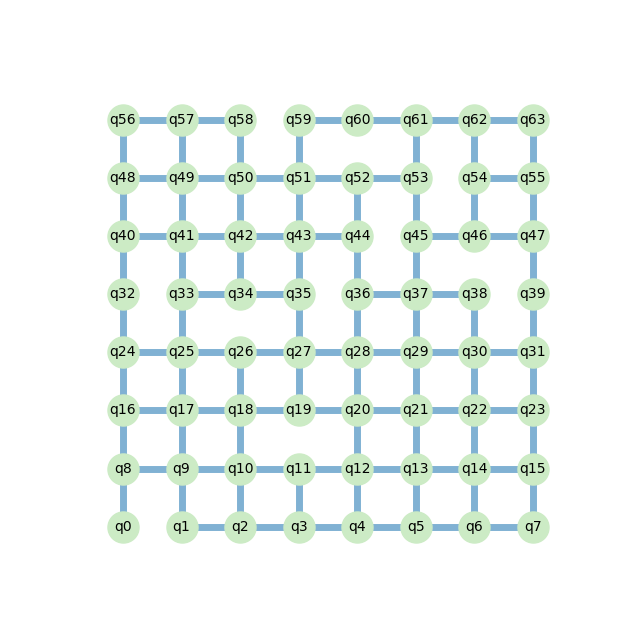 q56 q57 q58 q59 q60 q61 q62 q63
q48 q49 q50 q51 q52 q53 q54 q55
q40 q41 q42 q43 q44 q45 q46 q47
q32 q33 q34 q35 q36 q37 q38 q39
q24 q25 q26 q27 q28 q29 q30 q31
q16 q17 q18 q19 q20 q21 q22 q23
q8 q9 q10 q11 q12 q13 q14 q15
q0 q1 q2 q3 q4 q5 q6 q7